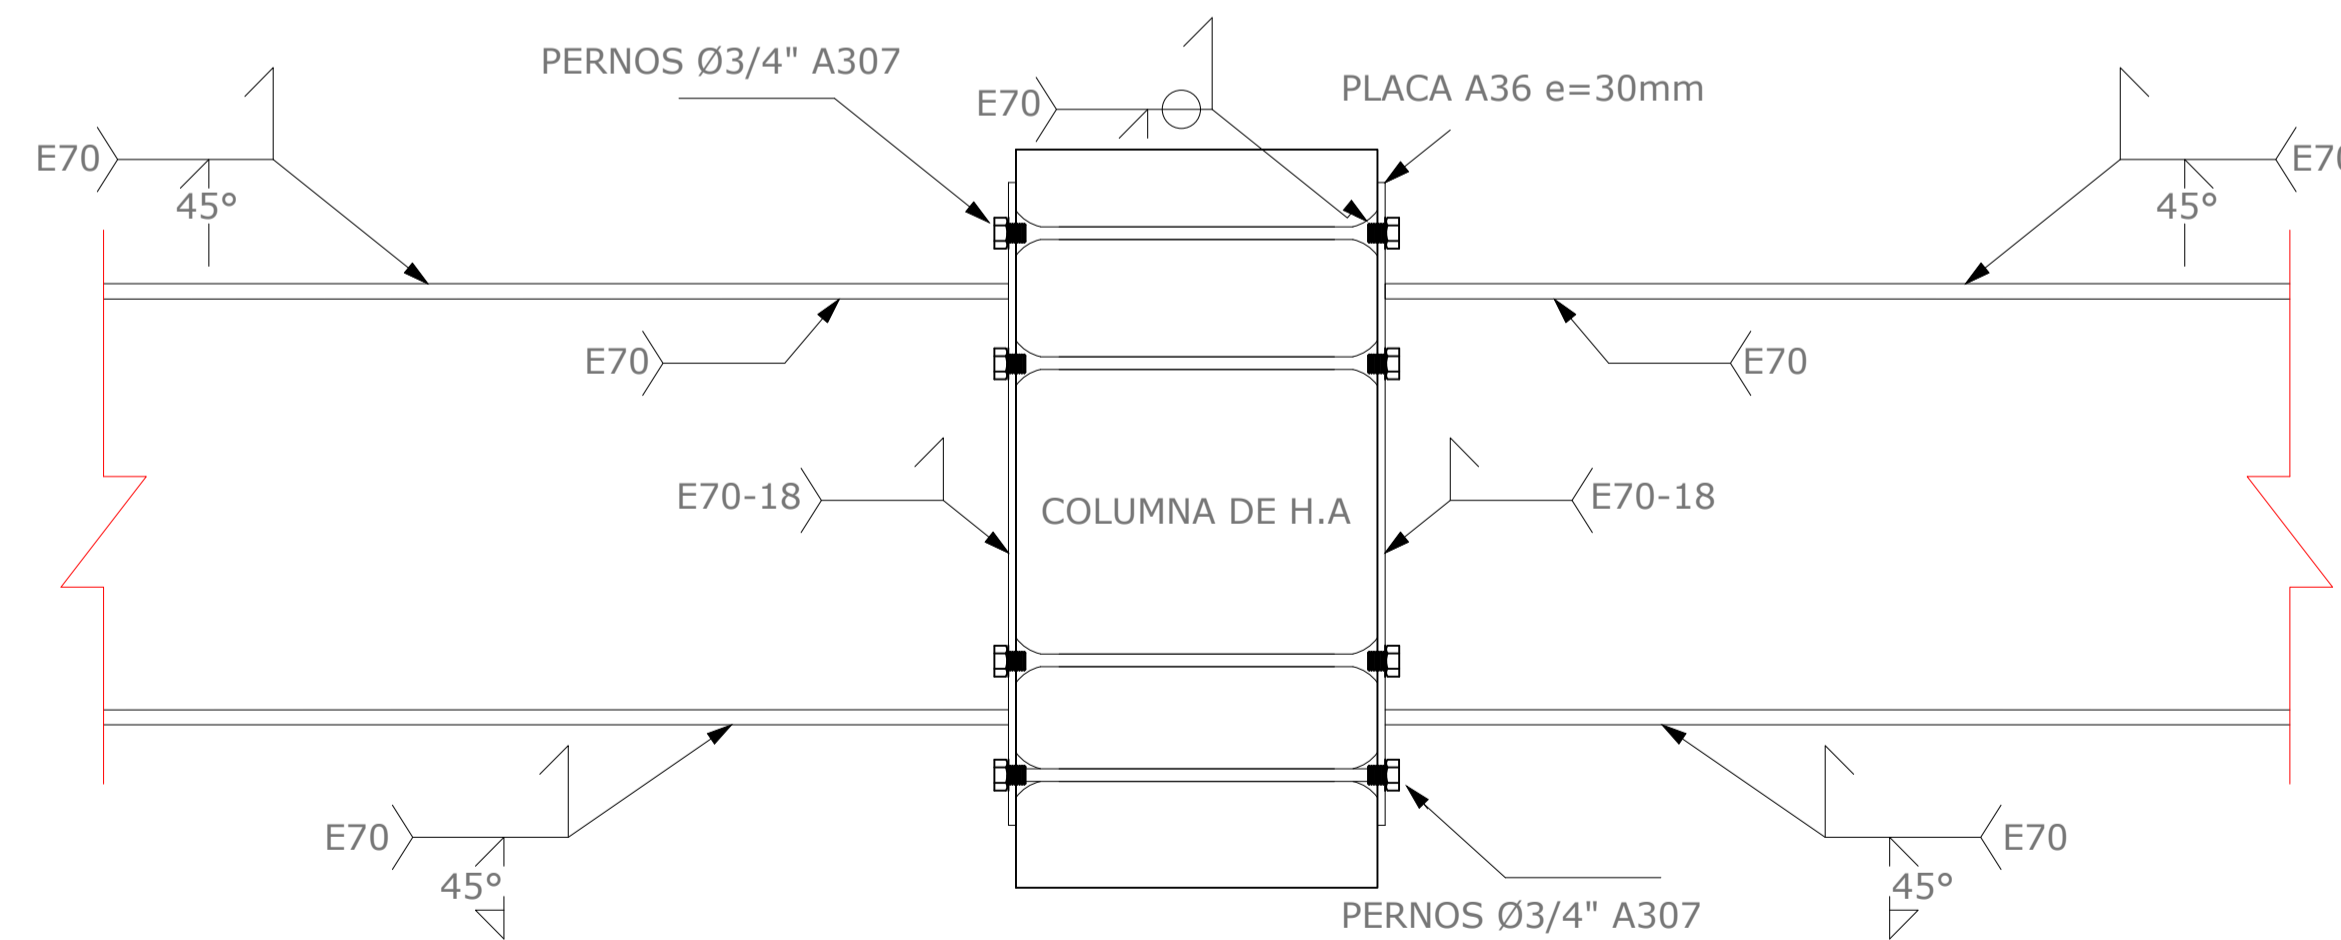 PERNOS Ø3/4" A307
E70
PLACA A36 e=30mm
E70
45°
E70
45°
E70
E70
E70-18
COLUMNA DE H.A
E70-18
E70
45°
E70
45°
PERNOS Ø3/4" A307